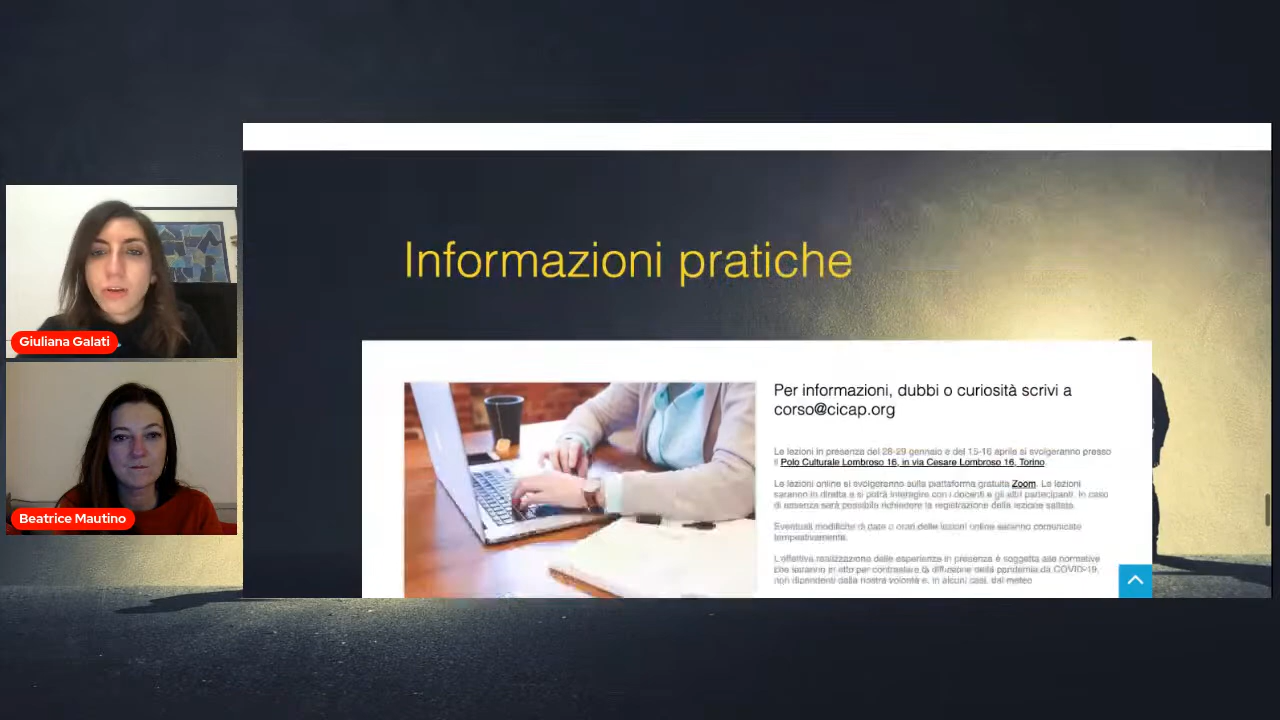 Giuliana Galati
Beatrice Mautino
Informazioni pratiche
Per informazioni, dubbi o curiosità scrivi a
corso@cicap.org
Le lezioni in presenza del 28-29 gennaio e del 15-16 aprile si svolgeranno presso
il Polo Culturale Lombroso 16, in via Cesare Lombroso 16, Torino.
Le lezioni online si svolgeranno sulla piattaforma gratuita Zoom. Le lezioni
saranno in diretta e si potrà interagire con i docenti e gli altri partecipanti. In caso
di assenza sarà possibile richiedere la registrazione della lezione saltata.
Eventuali modifiche di date o orari delle lezioni online saranno comunicate
tempestivamente.
L'effettiva realizzazione delle esperienze in presenza è soggetta alle normative
che saranno in atto per contrastare la diffusione della pandemia da COVID-19,
non dipendenti dalla nostra volontà e, in alcuni casi, dal meteo